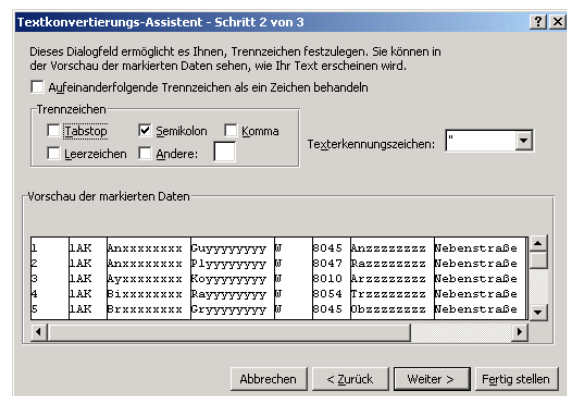 Textkonvertierungs-Assistent - Schritt 2 von 3
Dieses Dialogfeld ermöglicht es Ihnen, Trennzeichen festzulegen. Sie können in
der Vorschau der markierten Daten sehen, wie Ihr Text erscheinen wird.
Aufeinanderfolgende Trennzeichen als ein Zeichen behandeln
Trennzeichen
Tabstop Semikolon Komma
Leerzeichen Andere:
Texterkennungszeichen: "
Vorschau der markierten Daten
1 1AK Anxxxxxxxx Guyyyyyyyy W 8045 Anzzzzzzzz Nebenstraße
2 1AK Anxxxxxxxx Plyyyyyyyy W 8047 Razzzzzzzz Nebenstraße
3 1AK Ayxxxxxxxx Koyyyyyyyy W 8010 Arzzzzzzzz Nebenstraße
4 1AK Bixxxxxxxx Rayyyyyyyy W 8054 Trzzzzzzzz Nebenstraße
5 1AK Brxxxxxxxx Gryyyyyyyy W 8045 Obzzzzzzzz Nebenstraße
Abbrechen < Zurück Weiter > Fertig stellen